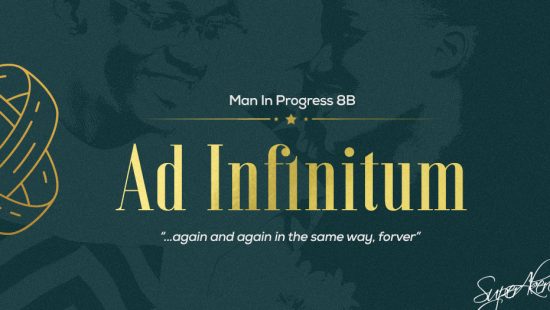 Man In Progress 8B
Ad Infinitum
“...again and again in the same way, forver”